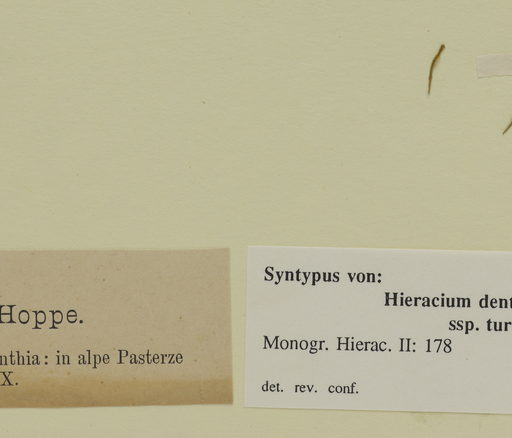 Hoppe.
nthia: in alpe Pasterze
X.
Syntypus von:
Hieracium dent
ssp. tur
Monogr. Hierac. II: 178
det. rev. conf.